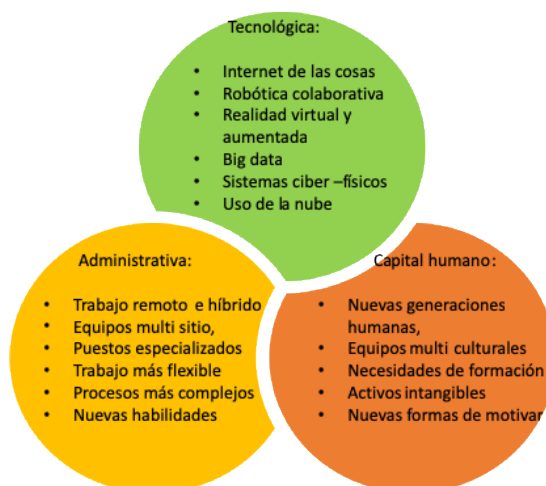 Tecnológica:
• Internet de las cosas
• Robótica colaborativa
• Realidad virtual y
aumentada
• Big data
• Sistemas ciber –físicos
• Uso de la nube
Administrativa:
• Trabajo remoto e híbrido
• Equipos multi sitio,
• Puestos especializados
• Trabajo más flexible
• Procesos más complejos
• Nuevas habilidades
Capital humano:
• Nuevas generaciones
humanas,
• Equipos multi culturales
• Necesidades de formación
• Activos intangibles
• Nuevas formas de motivar